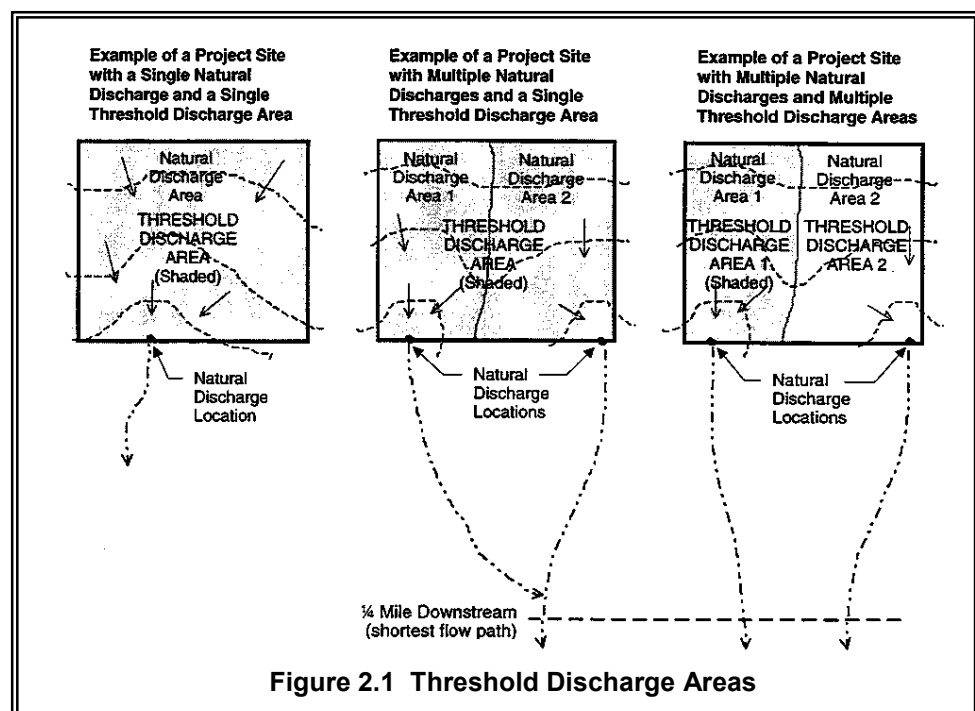 Example of a Project Site
with a Single Natural
Discharge and a Single
Threshold Discharge Area
Example of a Project Site
with Multiple Natural
Discharges and a Single
Threshold Discharge Area
Example of a Project Site
with Multiple Natural
Discharges and Multiple
Threshold Discharge Areas
Natural
Discharge
Area
THRESHOLD
DISCHARGE
AREA
(Shaded)
Natural
Discharge
Location
Natural
Discharge
Area 1
Natural
Discharge
Area 2
THRESHOLD
DISCHARGE
AREA
(Shaded)
Natural
Discharge
Locations
Natural
Discharge
Area 1
Natural
Discharge
Area 2
THRESHOLD
DISCHARGE
AREA 1
(Shaded)
THRESHOLD
DISCHARGE
AREA 2
Natural
Discharge
Locations
¼ Mile Downstream
(shortest flow path)
Figure 2.1 Threshold Discharge Areas